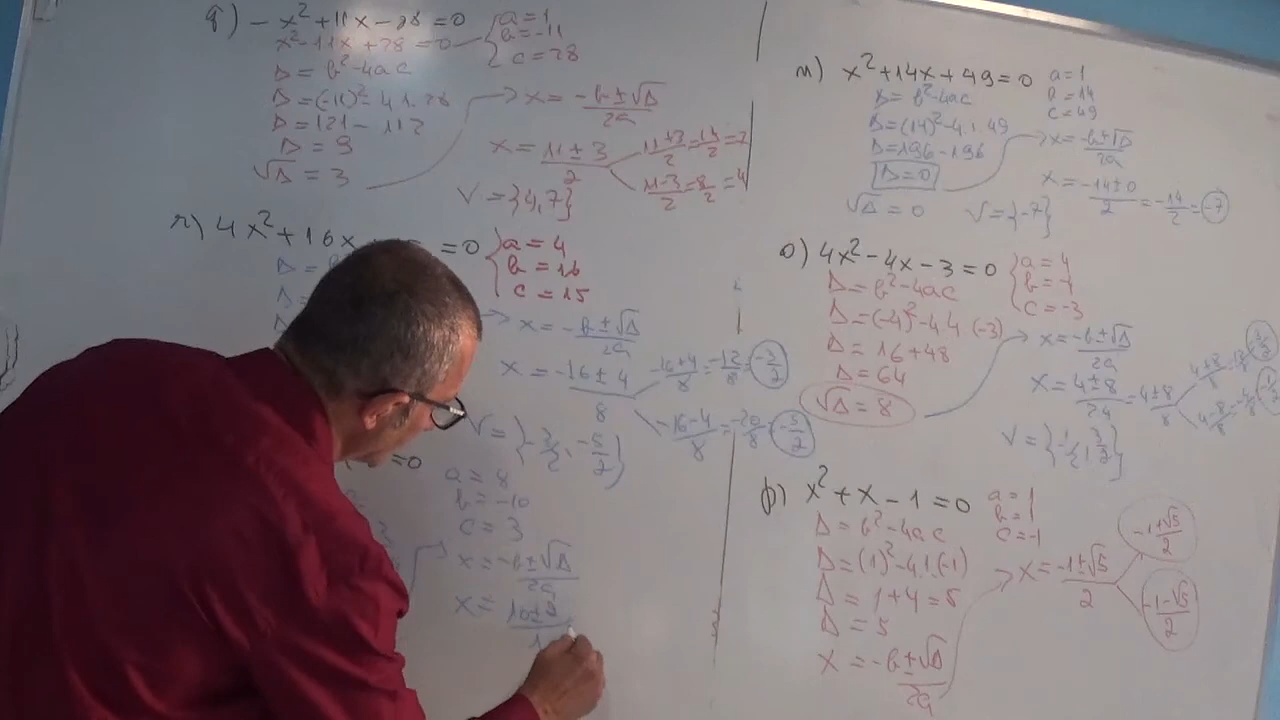 q) -x²+11x-28=0
x²-11x+28=0
a=1
b=-11
c=28
Δ=b²-4ac
Δ=(-11)²-4.1.28
Δ=121-112
Δ=9
√Δ=3
x=-b±√Δ/2a
x=11±3/2
11+3/2=14/2=7
11-3/2=8/2=4
V={4,7}
r) 4x²+16x =0
a=4
b=16
c=15
x=-b±√Δ/2a
x=-16±4/8
-16+4/8=-12/8=-3/2
-16-4/8=-20/8=-5/2
V={-3/2,-5/2}
=0
a=8
b=-10
c=3
x=-b±√Δ/2a
x=10±
m) x²+14x+49=0
a=1
b=14
c=49
Δ=b²-4ac
Δ=(14)²-4.1.49
Δ=196-196
Δ=0
√Δ=0
x=-b±√Δ/2a
x=-14±0/2=-14/2=-7
V={-7}
o) 4x²-4x-3=0
a=4
c=-3
Δ=b²-4ac
Δ=(-4)²-4.4(-3)
Δ=16+48
Δ=64
√Δ=8
x=-b±√Δ/2a
x=4±8/24=4±8/8
V={-1/2,3/2}
p) x²+x-1=0
a=1
b=1
c=-1
Δ=b²-4ac
Δ=(1)²-4.1.(-1)
Δ=1+4=5
Δ=5
x=-b±√Δ/2a
x=-1±√5/2
-1+√5/2
-1-√5/2